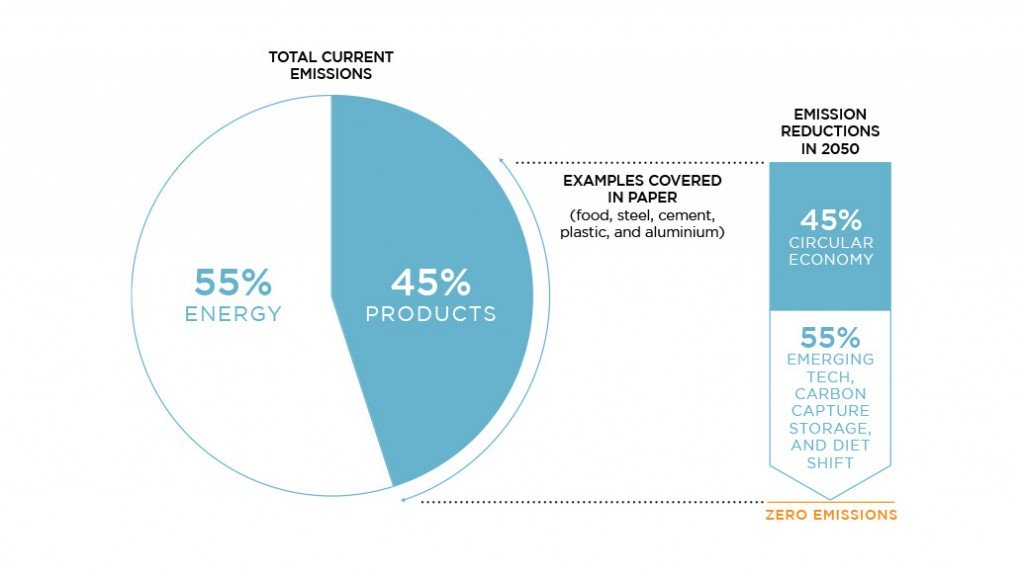 TOTAL CURRENT
EMISSIONS
55%
ENERGY
45%
PRODUCTS
EXAMPLES COVERED
IN PAPER
(food, steel, cement,
plastic, and aluminium)
EMISSION
REDUCTIONS
IN 2050
45%
CIRCULAR
ECONOMY
55%
EMERGING
TECH,
CARBON
CAPTURE
STORAGE,
AND DIET
SHIFT
ZERO EMISSIONS